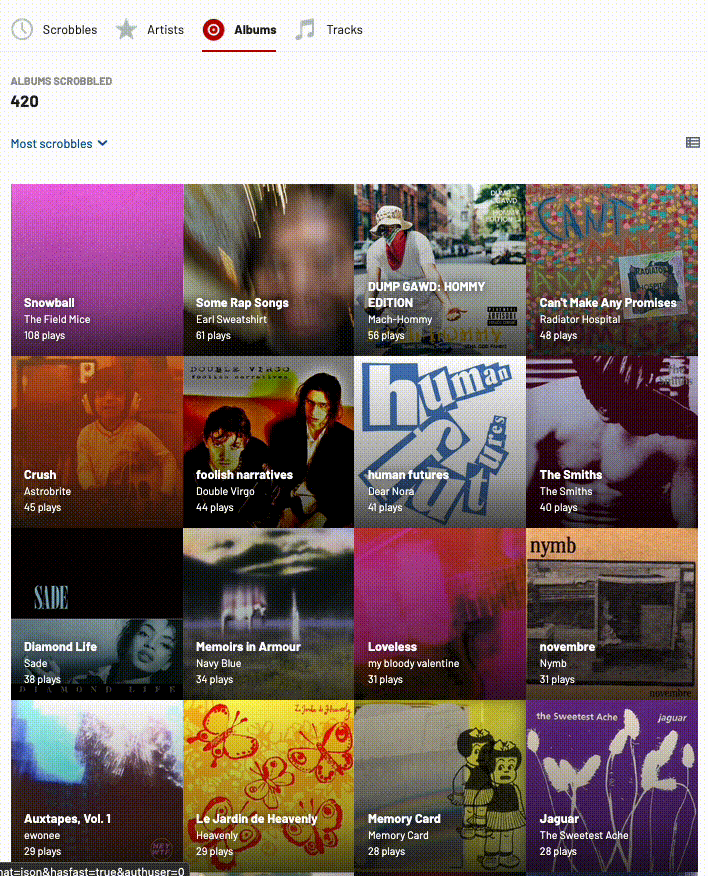 Scrobbles Artists Albums Tracks
ALBUMS SCROBBLED
420
Most scrobbles
Snowball
The Field Mice
108 plays
Some Rap Songs
Earl Sweatshirt
61 plays
DUMP GAWD
HOMMY EDITION
DUMP GAWD: HOMMY
EDITION
Mach-Hommy
56 plays
CAN'T MAKE ANY
RADIATOR
Can't Make Any Promises
Radiator Hospital
48 plays
Crush
Astrobrite
45 plays
DOUBLE VIRGO
foolish narratives
foolish narratives
Double Virgo
44 plays
human
futures
human futures
Dear Nora
41 plays
The Smiths
The Smiths
40 plays
SADE
Diamond Life
Sade
38 plays
DIAMOND LIFE
Memoirs in Armour
Navy Blue
34 plays
Loveless
my bloody valentine
31 plays
nymb
novembre
Nymb
31 plays
novembre
Auxtapes, Vol. 1
ewonee
29 plays
Le Jardin de Heavenly
Le Jardin de Heavenly
Heavenly
29 plays
Memory Card
Memory Card
28 plays
the Sweetest Ache jaguar
Jaguar
The Sweetest Ache
28 plays
nat=json&hasfast=true&authuser=0